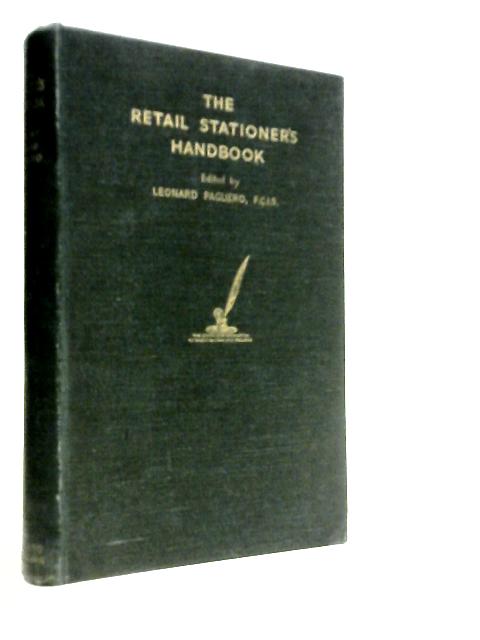 THE
RETAIL STATIONER'S
HANDBOOK
Edited by
LEONARD PAGLIERO, F.C.I.S.